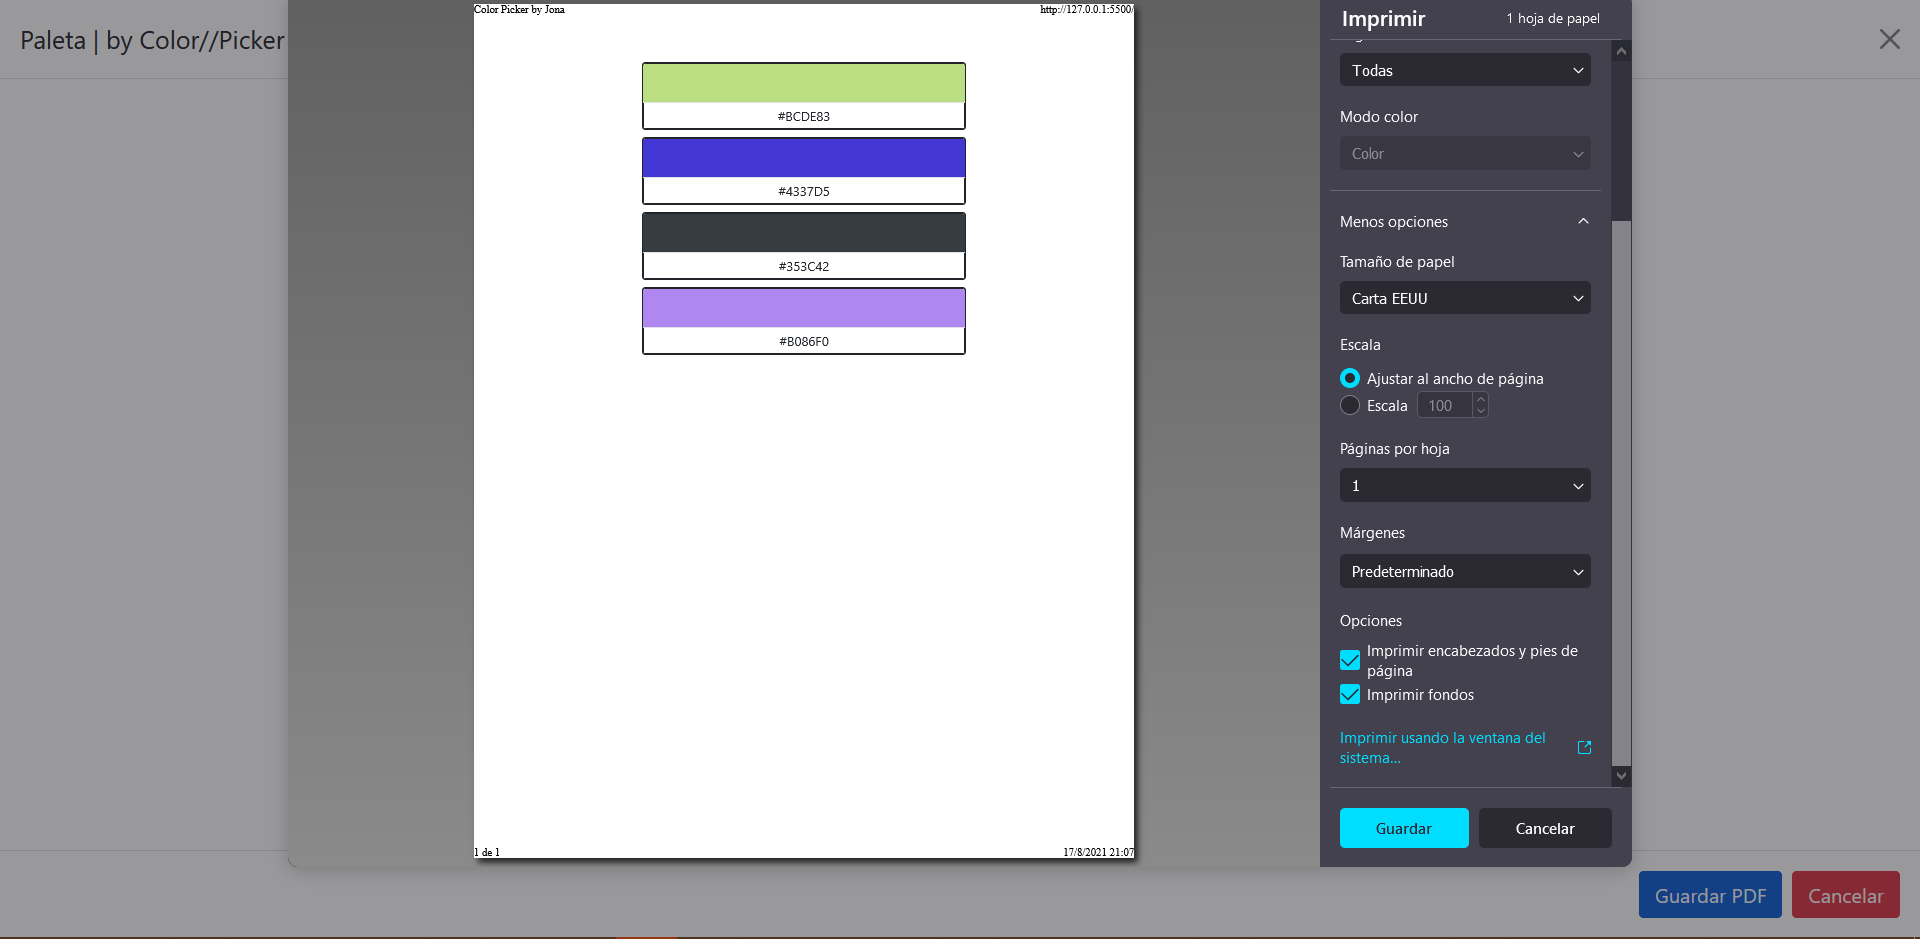 Paleta | by Color//Picker
Color Picker by Jona
http://127.0.0.1:5500/
#BCDE83
#4337D5
#353C42
#B086F0
1 de 1
17/8/2021 21:07
Imprimir
1 hoja de papel
Todas
Modo color
Color
Menos opciones
Tamaño de papel
Carta EEUU
Escala
Ajustar al ancho de página
Escala
100
Páginas por hoja
1
Márgenes
Predeterminado
Opciones
Imprimir encabezados y pies de
página
Imprimir fondos
Imprimir usando la ventana del
sistema...
Guardar
Cancelar
Guardar PDF
Cancelar